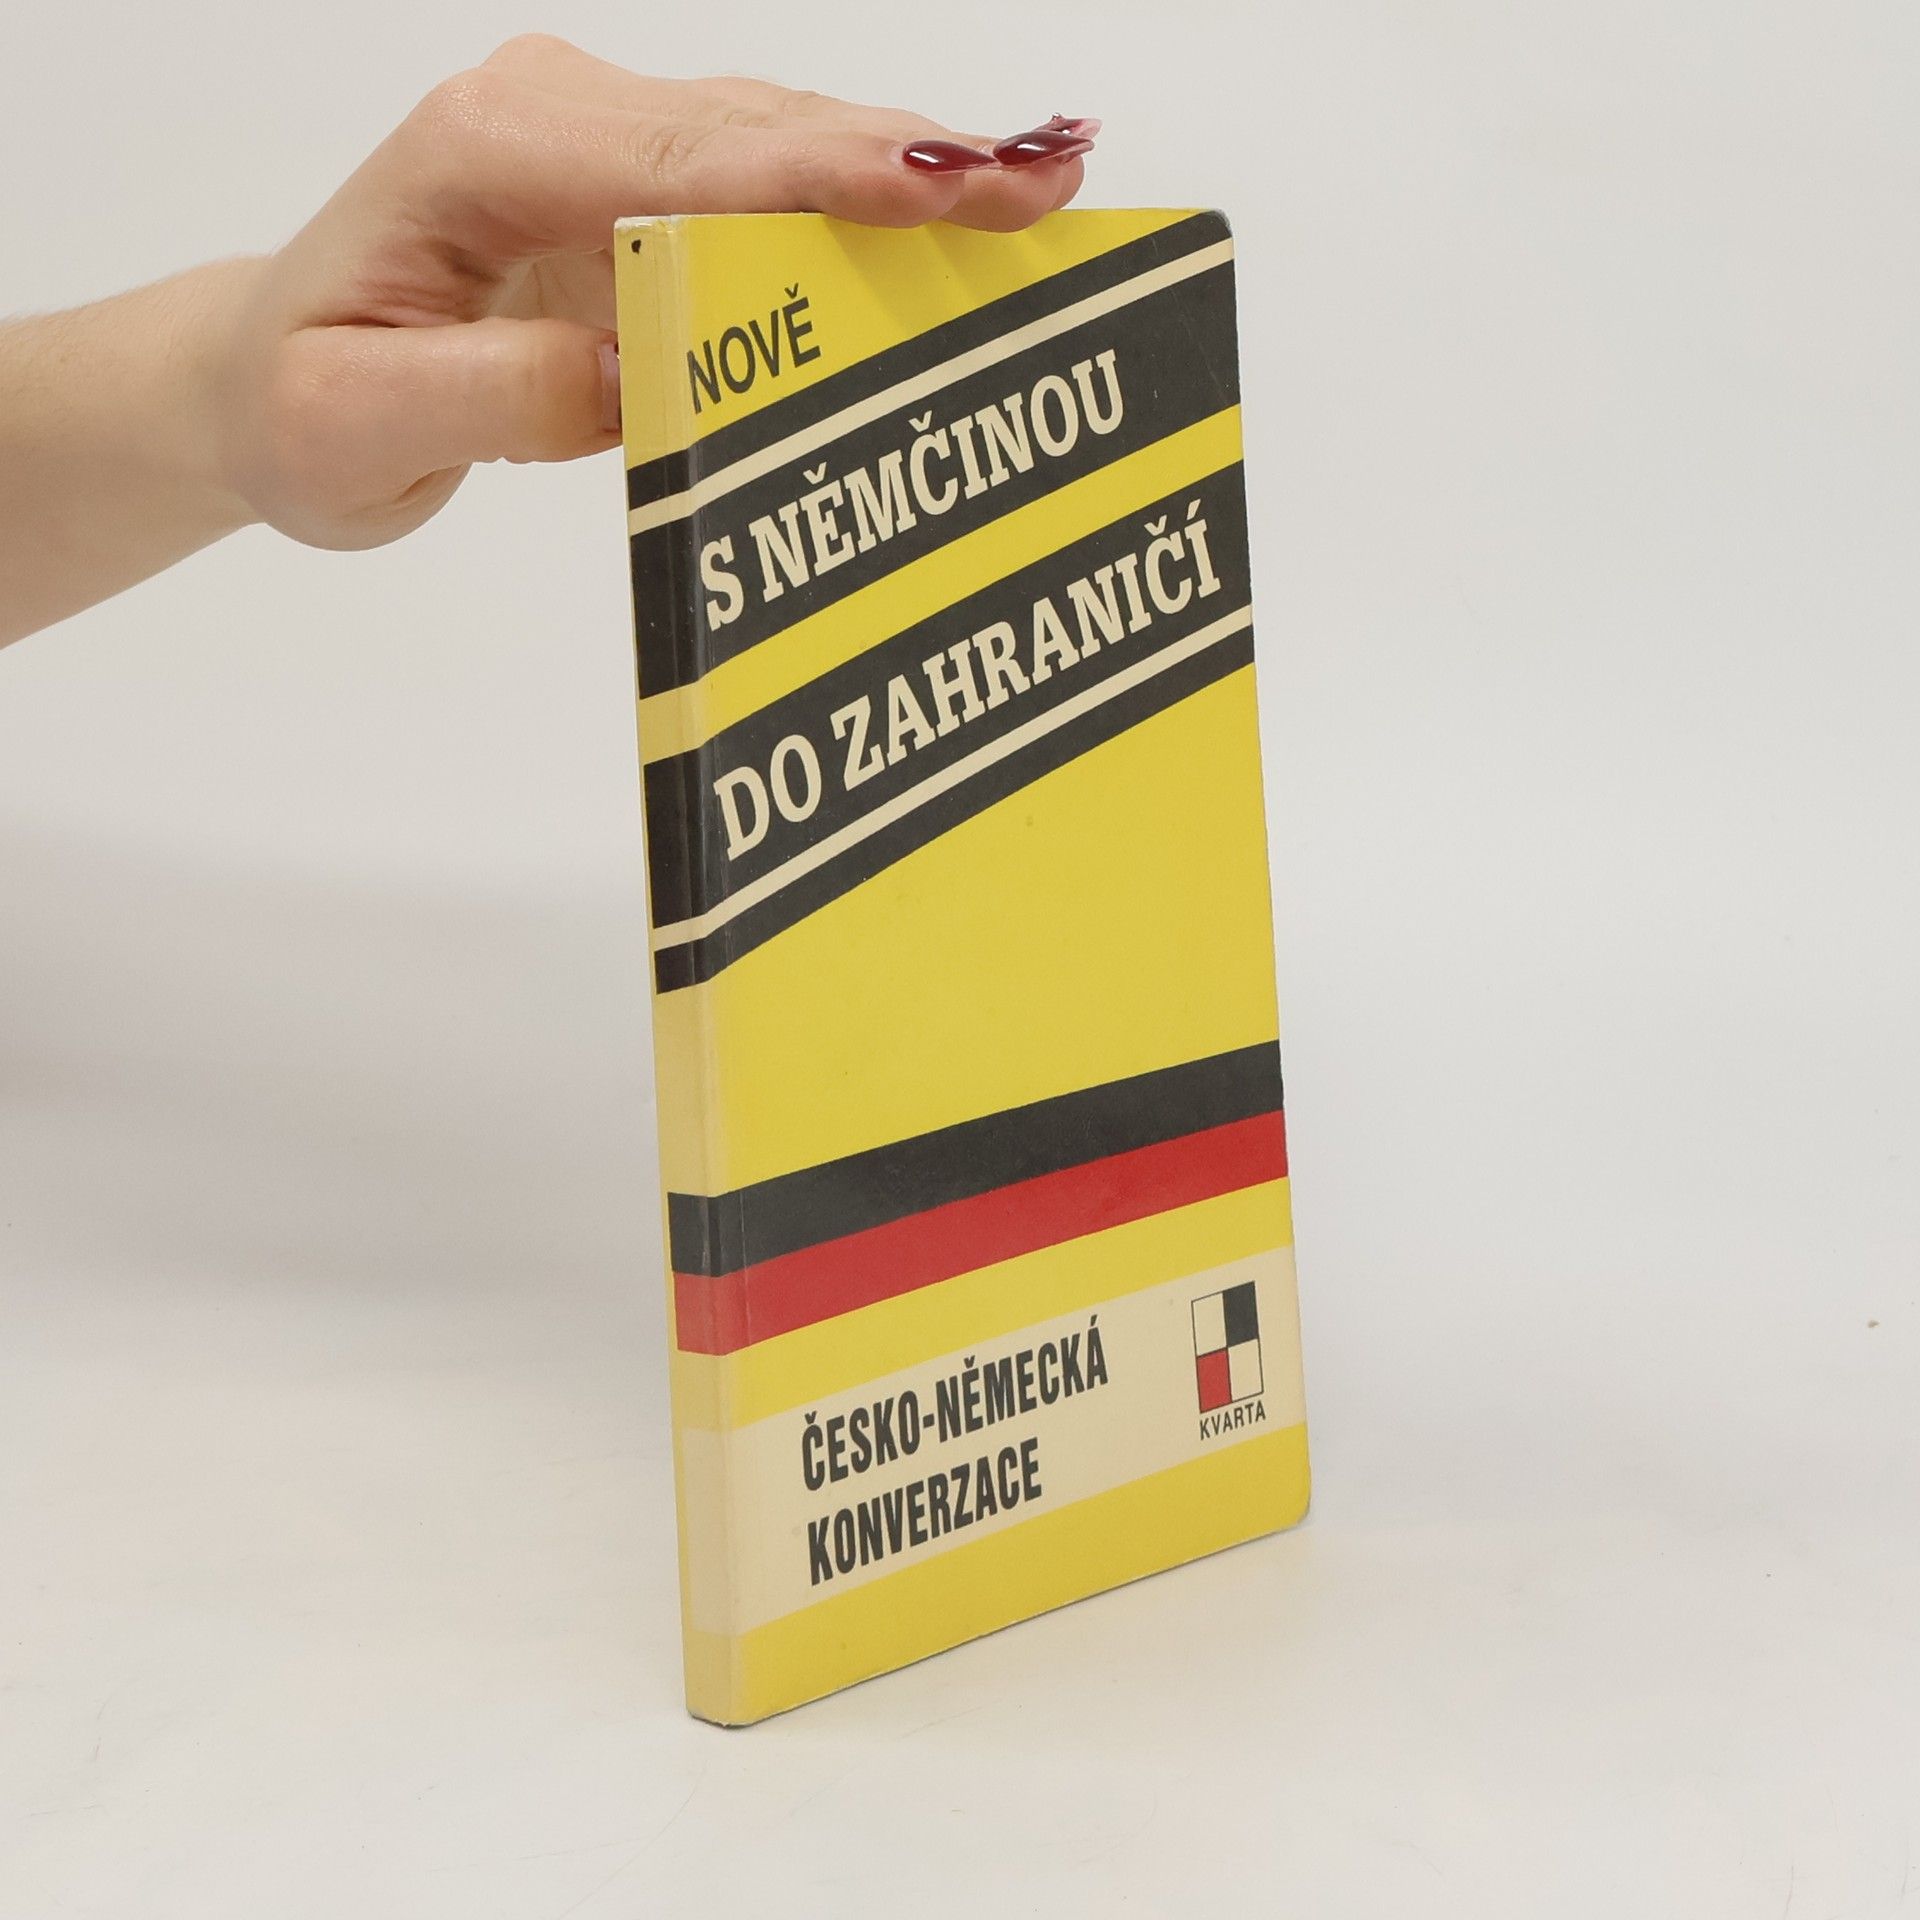 NOVĚ
S NĚMČINOU
DO ZAHRANIČÍ
ČESKO-NĚMECKÁ
KONVERZACE
KVARTA